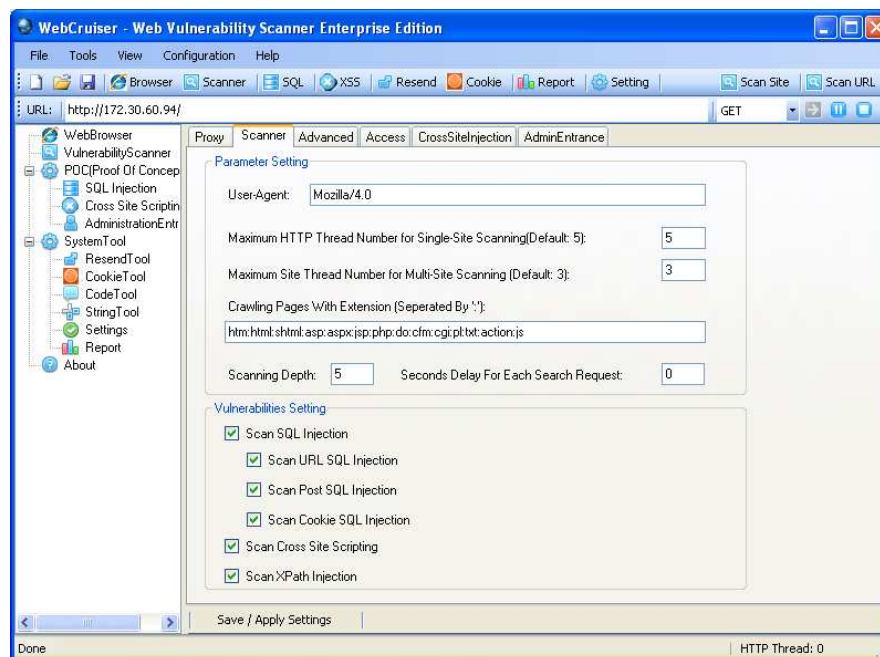 WebCruiser - Web Vulnerability Scanner Enterprise Edition
File Tools View Configuration Help
Browser Scanner SQL XSS Resend Cookie Report Setting Scan Site Scan URL
URL: http://172.30.60.94/ GET
WebBrowser
VulnerabilityScanner
POC(Proof Of Concep
SQL Injection
Cross Site Scriptin
AdministrationEntr
SystemTool
ResendTool
CookieTool
CodeTool
StringTool
Settings
Report
About
Proxy Scanner Advanced Access CrossSiteInjection AdminEntrance
Parameter Setting
User-Agent: Mozilla/4.0
Maximum HTTP Thread Number for Single-Site Scanning(Default: 5): 5
Maximum Site Thread Number for Multi-Site Scanning (Default: 3): 3
Crawling Pages With Extension (Seperated By ':'):
htm:html:shtml:asp:aspx:jsp:php:do:cfm:cgi:pl:txt:action:js
Scanning Depth: 5 Seconds Delay For Each Search Request: 0
Vulnerabilities Setting
Scan SQL Injection
Scan URL SQL Injection
Scan Post SQL Injection
Scan Cookie SQL Injection
Scan Cross Site Scripting
Scan XPath Injection
Save / Apply Settings
Done HTTP Thread: 0